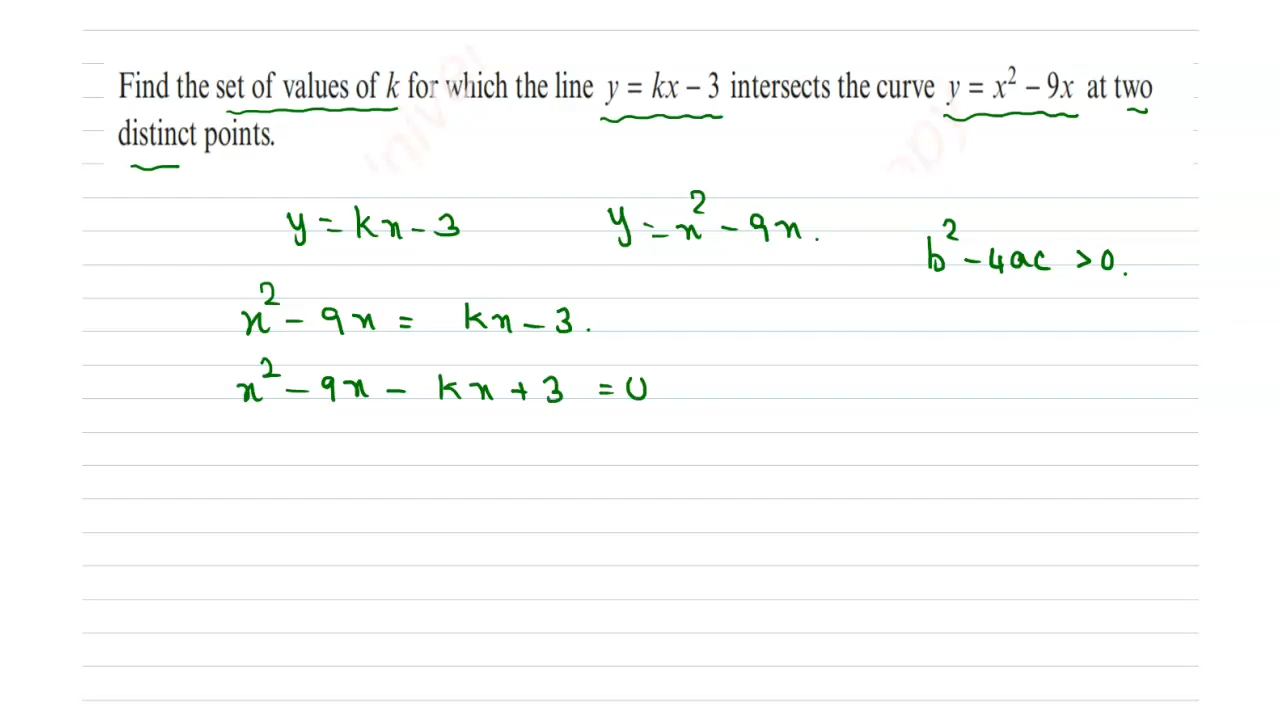 Find the set of values of k for which the line y = kx − 3 intersects the curve y = x² − 9x at two
distinct points.
y = kx − 3 y = x² − 9x. b² − 4ac > 0.
x² − 9x = kx − 3.
x² − 9x − kx + 3 = 0